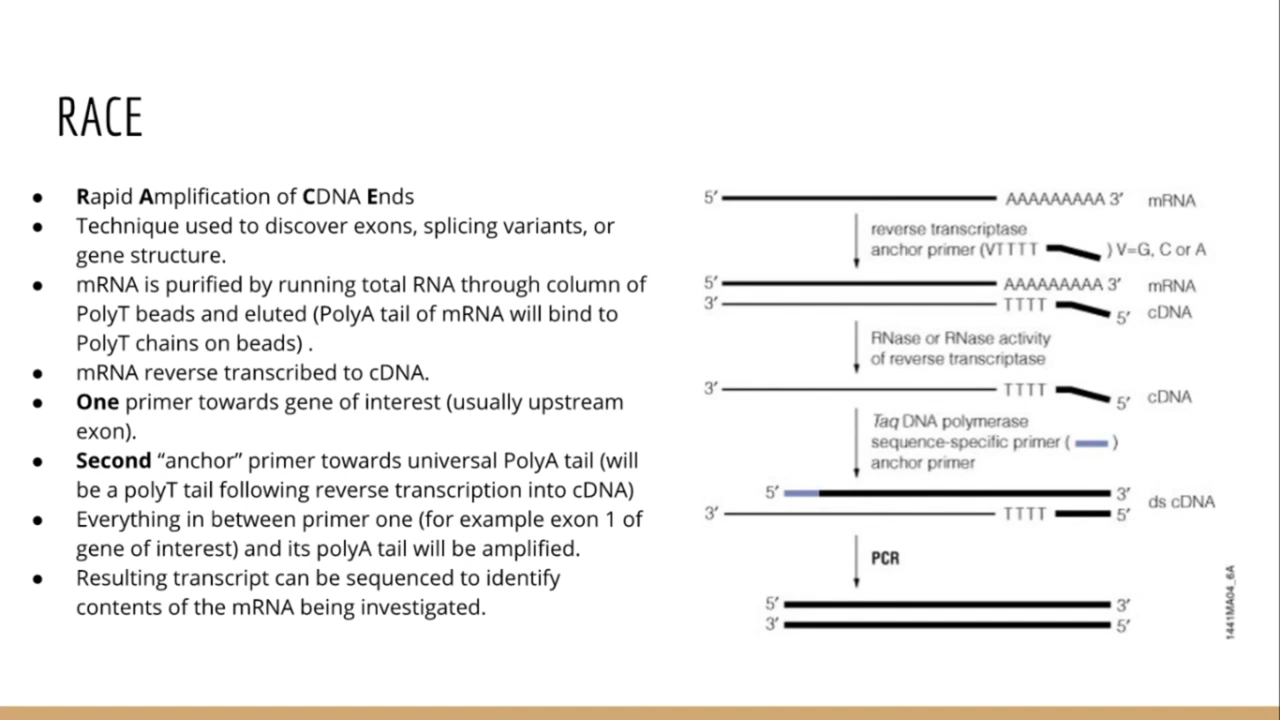 RACE
● Rapid Amplification of CDNA Ends
● Technique used to discover exons, splicing variants, or
gene structure.
● mRNA is purified by running total RNA through column of
PolyT beads and eluted (PolyA tail of mRNA will bind to
PolyT chains on beads) .
● mRNA reverse transcribed to cDNA.
● One primer towards gene of interest (usually upstream
exon).
● Second “anchor” primer towards universal PolyA tail (will
be a polyT tail following reverse transcription into cDNA)
● Everything in between primer one (for example exon 1 of
gene of interest) and its polyA tail will be amplified.
● Resulting transcript can be sequenced to identify
contents of the mRNA being investigated.
5′ AAAAAAAAA 3′ mRNA
reverse transcriptase
anchor primer (VTTTT ) V=G, C or A
5′ AAAAAAAAA 3′ mRNA
3′ TTTT 5′ cDNA
RNase or RNase activity
of reverse transcriptase
3′ TTTT 5′ cDNA
Taq DNA polymerase
sequence-specific primer ( )
anchor primer
5′ 3′ ds cDNA
3′ TTTT 5′
PCR
5′ 3′
3′ 5′
1441MA04_6A